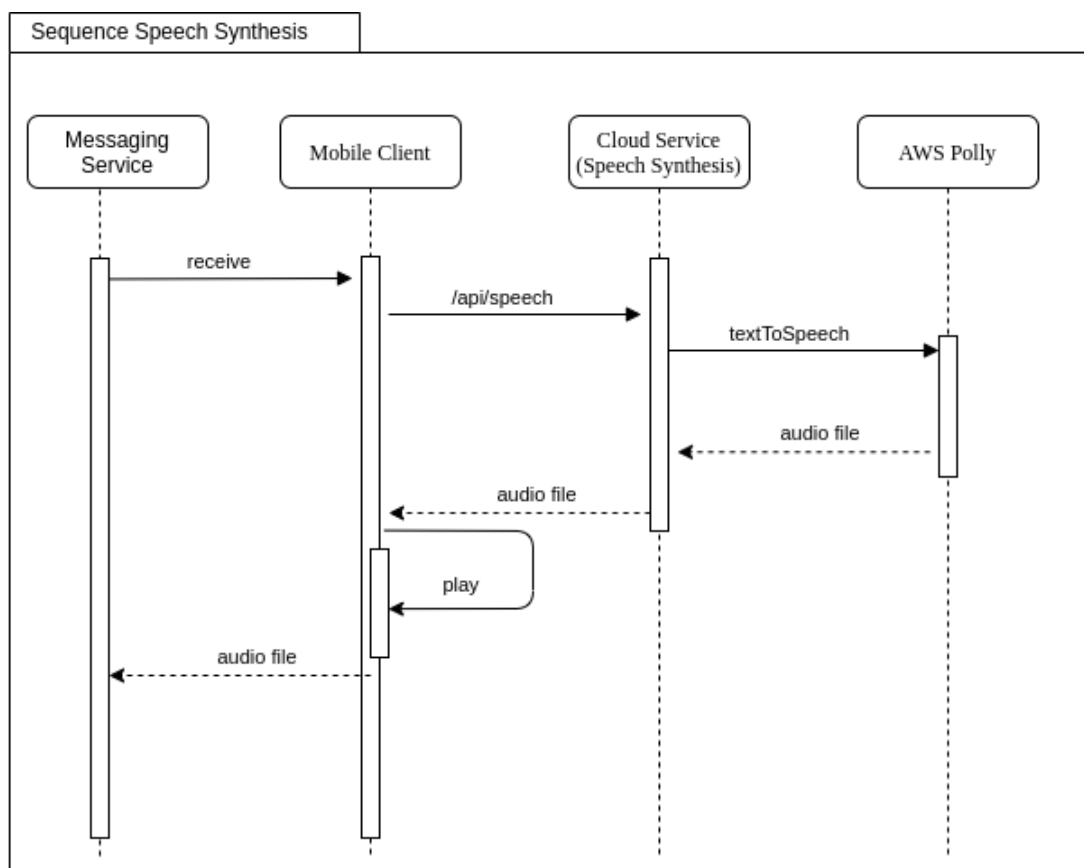 Sequence Speech Synthesis
Messaging
Service
Mobile Client
Cloud Service
(Speech Synthesis)
AWS Polly
receive
/api/speech
textToSpeech
audio file
audio file
play
audio file